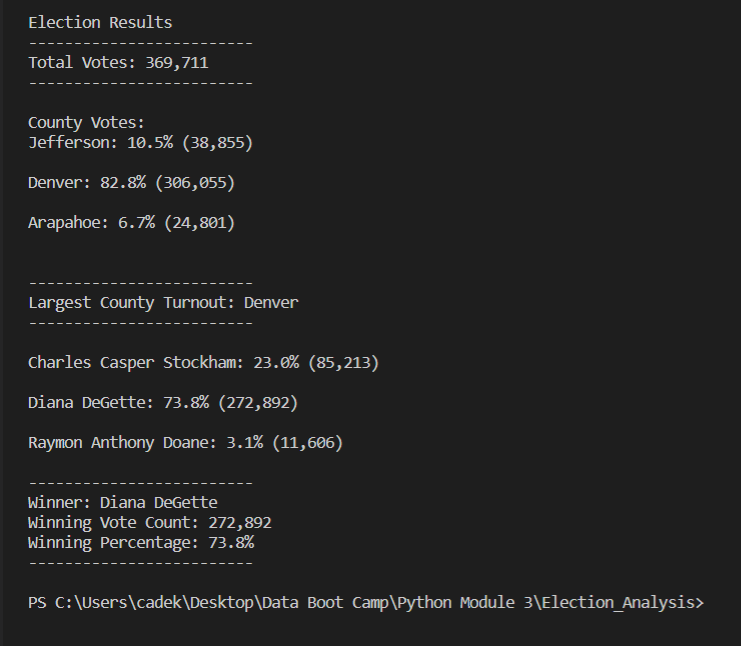 Election Results
-------------------------
Total Votes: 369,711
-------------------------
County Votes:
Jefferson: 10.5% (38,855)
Denver: 82.8% (306,055)
Arapahoe: 6.7% (24,801)
-------------------------
Largest County Turnout: Denver
-------------------------
Charles Casper Stockham: 23.0% (85,213)
Diana DeGette: 73.8% (272,892)
Raymon Anthony Doane: 3.1% (11,606)
-------------------------
Winner: Diana DeGette
Winning Vote Count: 272,892
Winning Percentage: 73.8%
-------------------------
PS C:\Users\cadek\Desktop\Data Boot Camp\Python Module 3\Election_Analysis>